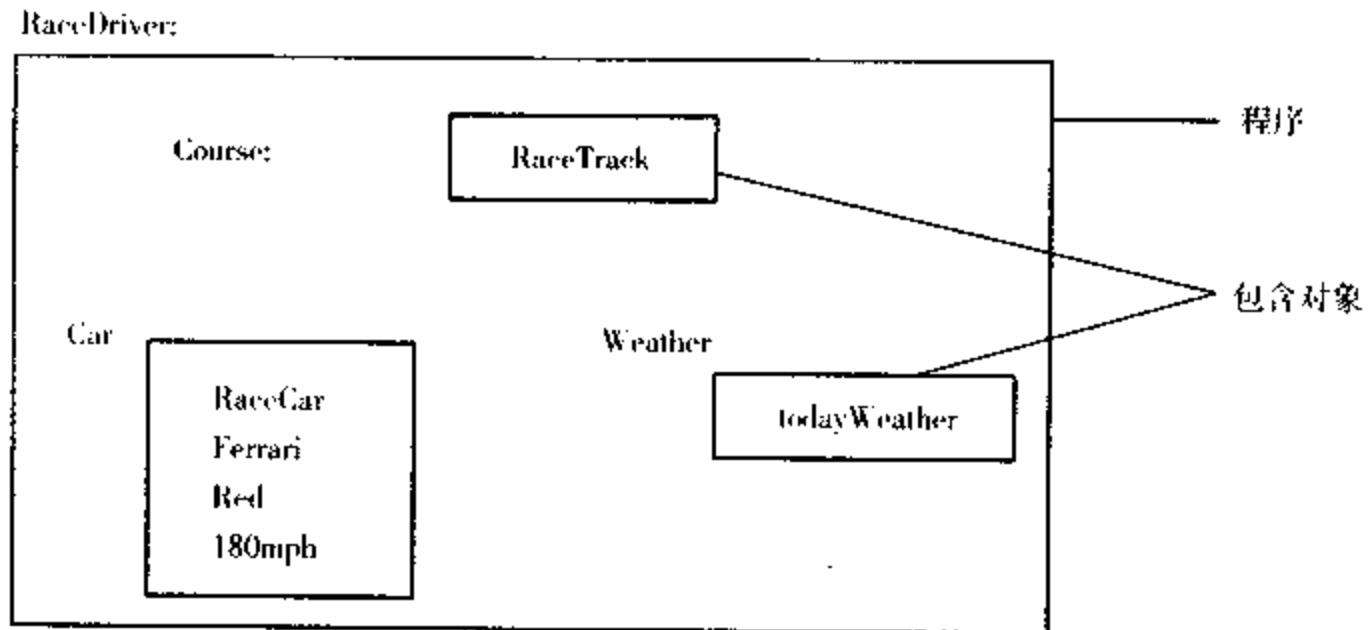 RaceDriver:
程序
Course:
RaceTrack
包含对象
Car
Weather
RaceCar
Ferrari
Red
180mph
todayWeather